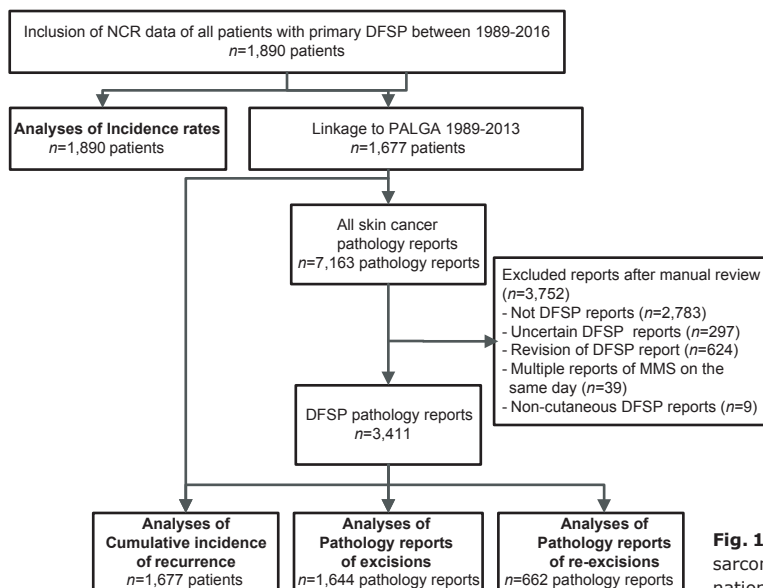 Inclusion of NCR data of all patients with primary DFSP between 1989-2016
n=1,890 patients
Analyses of Incidence rates
n=1,890 patients
Linkage to PALGA 1989-2013
n=1,677 patients
All skin cancer
pathology reports
n=7,163 pathology reports
Excluded reports after manual review
(n=3,752)
- Not DFSP reports (n=2,783)
- Uncertain DFSP reports (n=297)
- Revision of DFSP report (n=624)
- Multiple reports of MMS on the
same day (n=39)
- Non-cutaneous DFSP reports (n=9)
DFSP pathology reports
n=3,411
Analyses of
Cumulative incidence
of recurrence
n=1,677 patients
Analyses of
Pathology reports
of excisions
n=1,644 pathology reports
Analyses of
Pathology reports
of re-excisions
n=662 pathology reports
Fig. 1
sarcom
nation